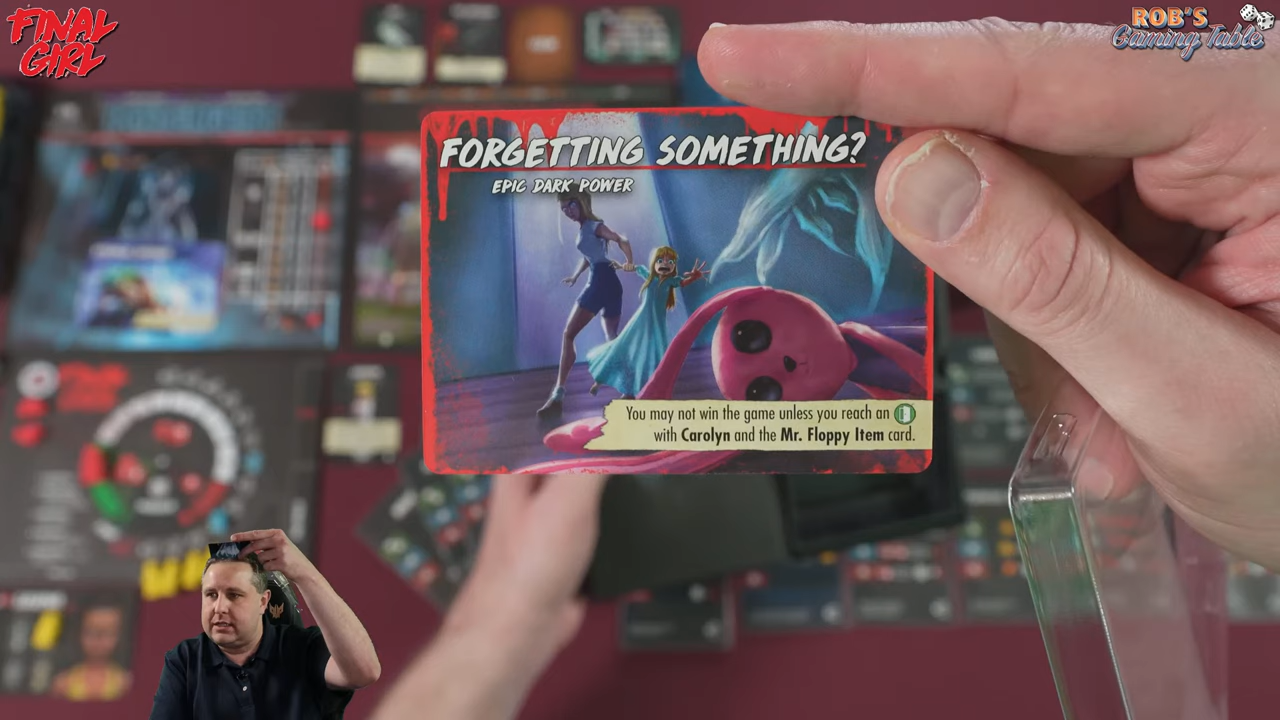 FINAL
GIRL
ROB'S
Gaming Table
FORGETTING SOMETHING?
EPIC DARK POWER
You may not win the game unless you reach an
with Carolyn and the Mr. Floppy Item card.